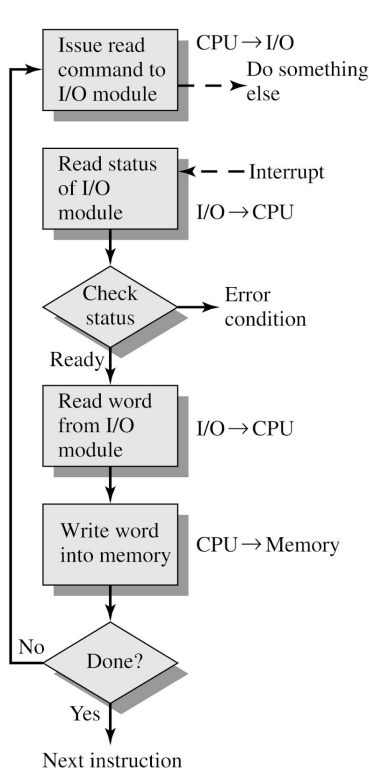 Issue read
command to
I/O module
CPU → I/O
Do something
else
Read status
of I/O
module
Interrupt
I/O → CPU
Check
status
Error
condition
Ready
Read word
from I/O
module
I/O → CPU
Write word
into memory
CPU → Memory
Done?
No
Yes
Next instruction